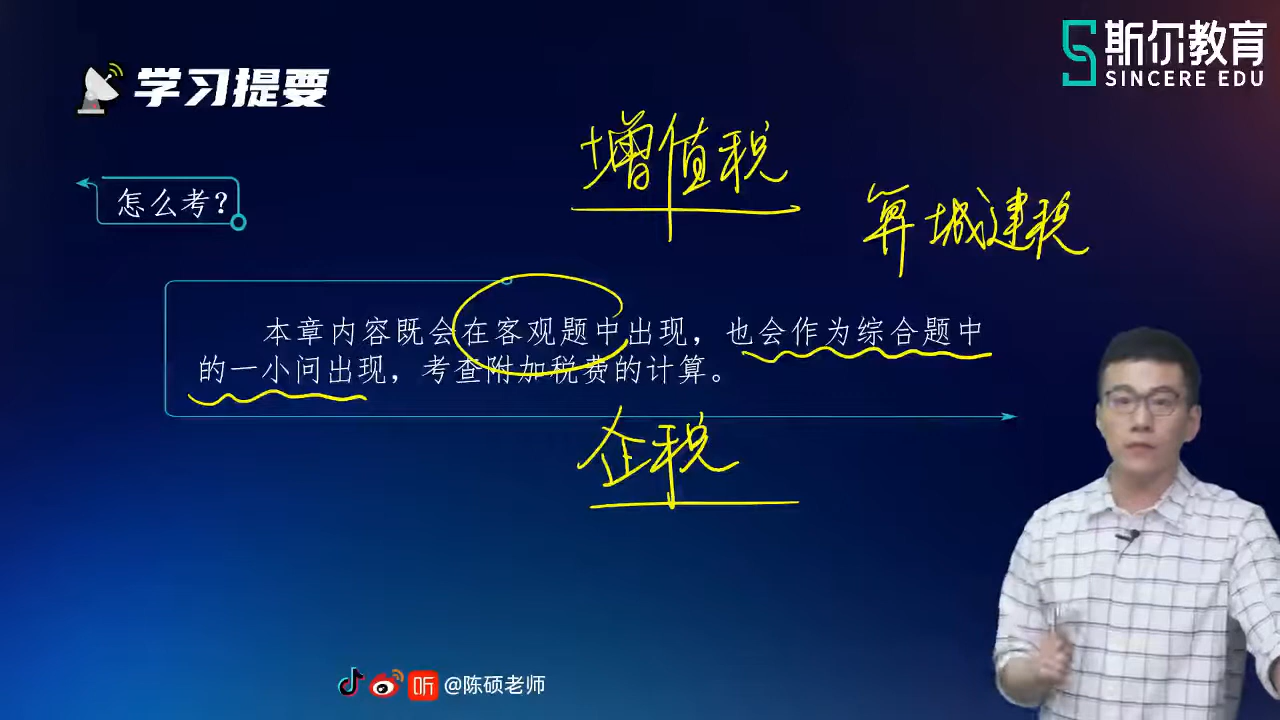 斯尔教育
SINCERE EDU
学习提要
增值税
怎么考？
算城建税
本章内容既会在客观题中出现，也会作为综合题中
的一小问出现，考查附加税费的计算。
企税
听 @陈硕老师